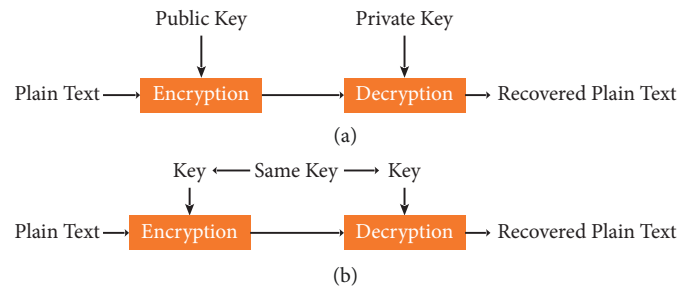 Public Key Private Key
Plain Text Encryption Decryption Recovered Plain Text
(a)
Key Same Key Key
Plain Text Encryption Decryption Recovered Plain Text
(b)